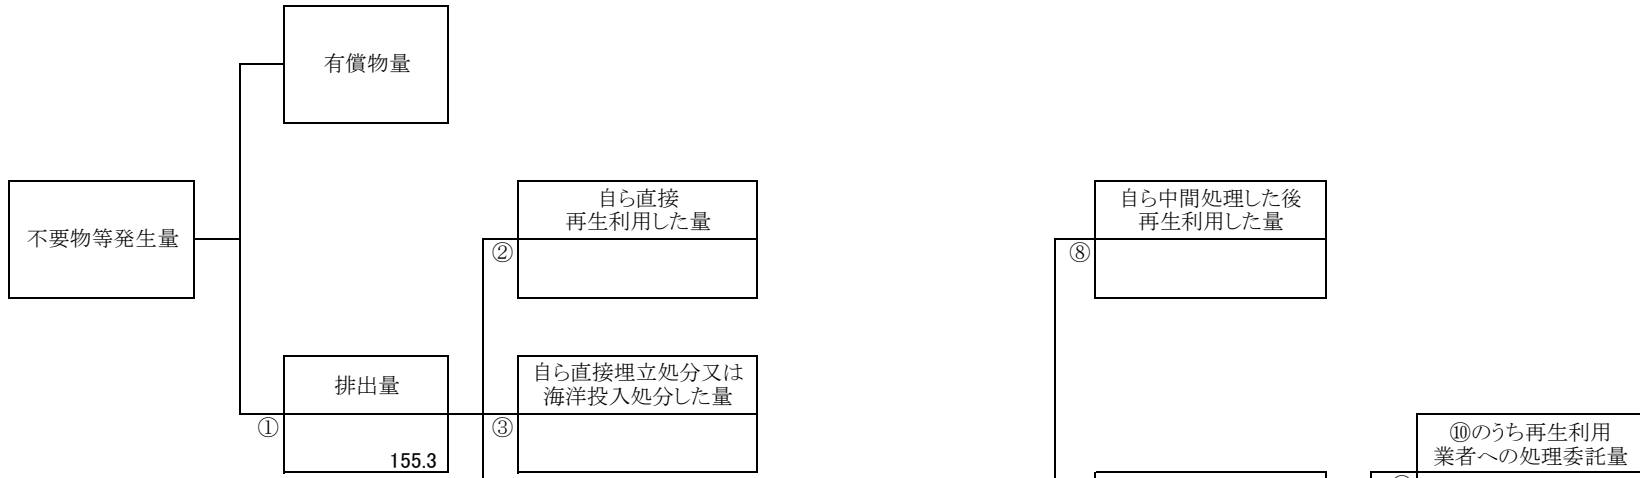 有償物量
不要物等発生量
自ら直接
再生利用した量
②
自ら中間処理した後
再生利用した量
⑧
排出量
①
155.3
自ら直接埋立処分又は
海洋投入処分した量
③
⑩のうち再生利用
業者への処理委託量